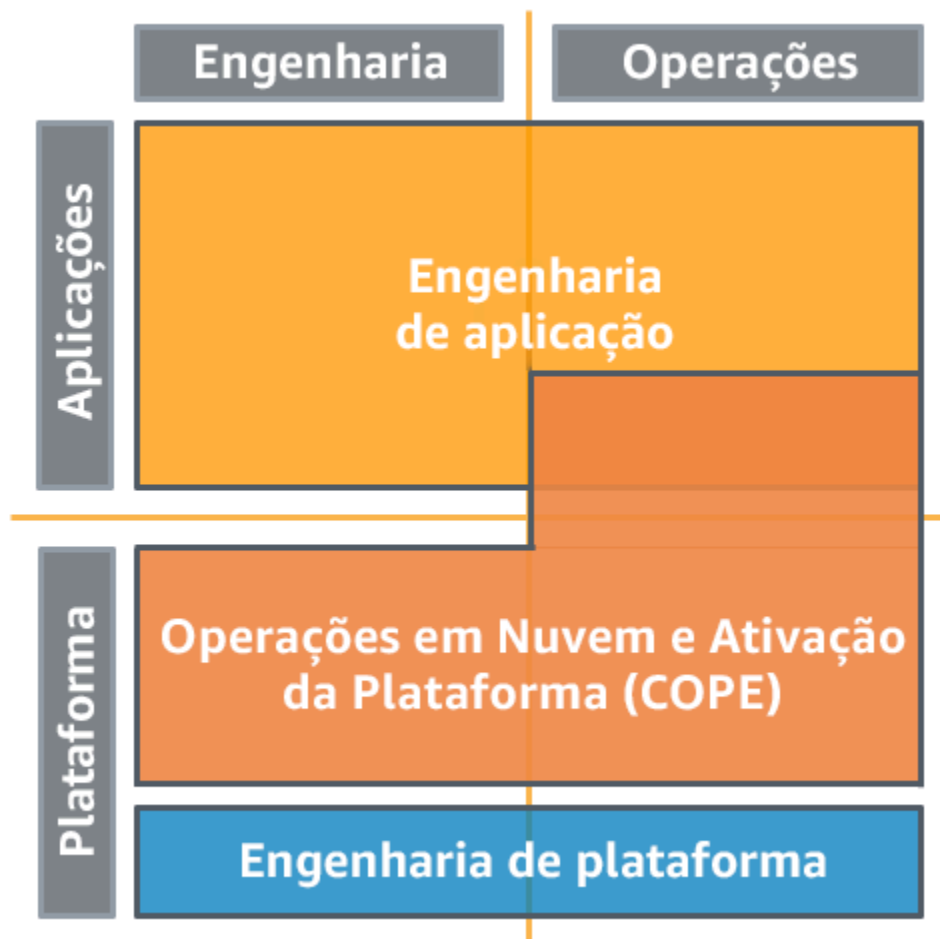 Engenharia
Operações
Aplicações
Engenharia
de aplicação
Plataforma
Operações em Nuvem e Ativação
da Plataforma (COPE)
Engenharia de plataforma